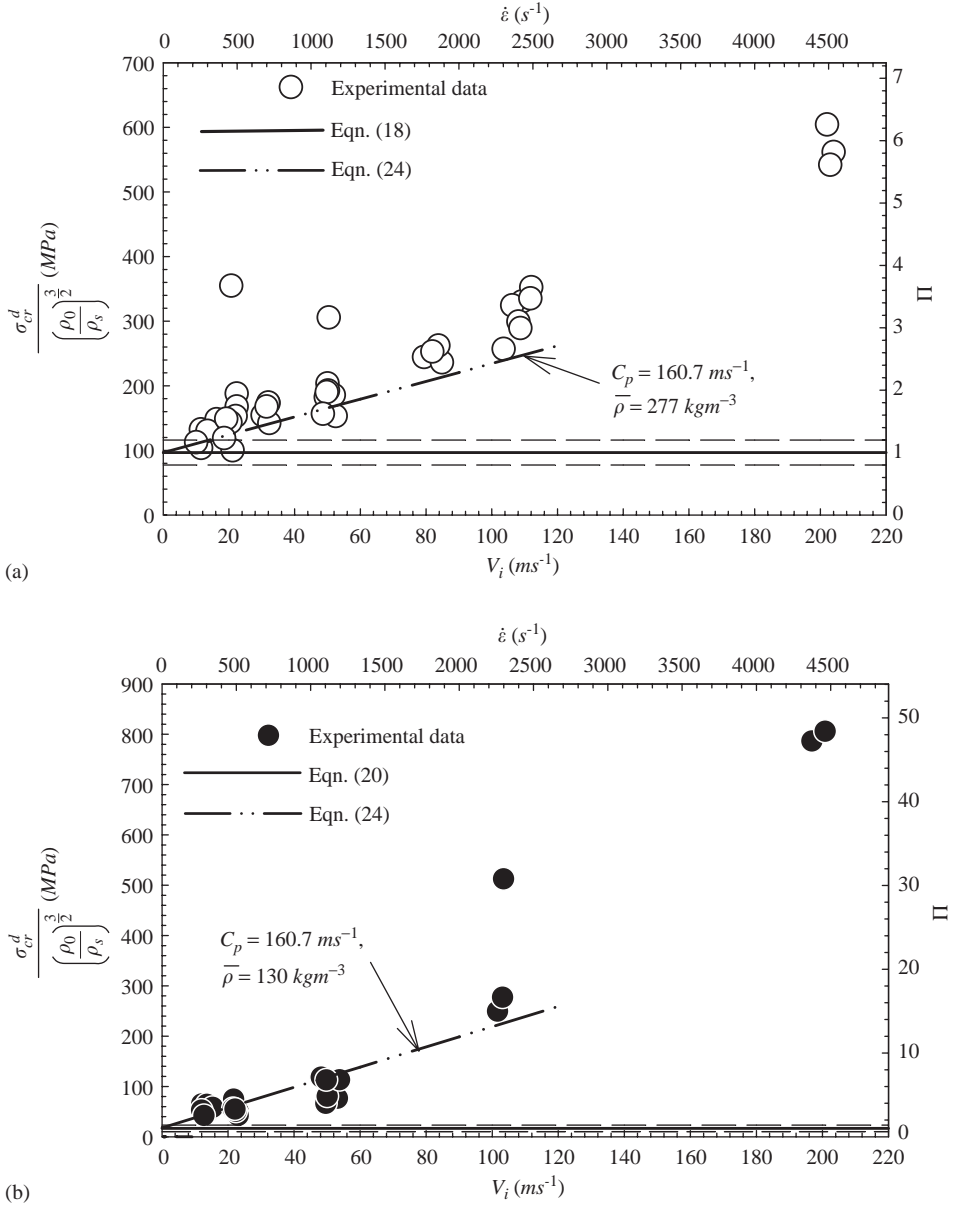 ε̇ (s⁻¹)
0 500 1000 1500 2000 2500 3000 3500 4000 4500
700
600
500
400
300
200
100
0
7
6
5
4
3
2
1
0
Experimental data
Eqn. (18)
Eqn. (24)
σ_cr^d / (ρ_0/ρ_s)^(3/2) (MPa)
Π
C_p = 160.7 ms⁻¹,
ρ̅ = 277 kgm⁻³
0 20 40 60 80 100 120 140 160 180 200 220
V_i (ms⁻¹)
(a)
ε̇ (s⁻¹)
0 500 1000 1500 2000 2500 3000 3500 4000 4500
900
800
700
600
500
400
300
200
100
0
50
40
30
20
10
0
Experimental data
Eqn. (20)
Eqn. (24)
σ_cr^d / (ρ_0/ρ_s)^(3/2) (MPa)
Π
C_p = 160.7 ms⁻¹,
ρ̅ = 130 kgm⁻³
0 20 40 60 80 100 120 140 160 180 200 220
V_i (ms⁻¹)
(b)